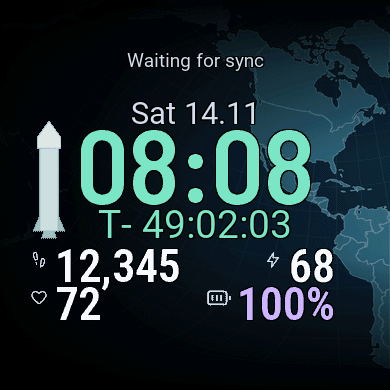 Waiting for sync
Sat 14.11
08:08
T- 49:02:03
12,345 68
72 100%